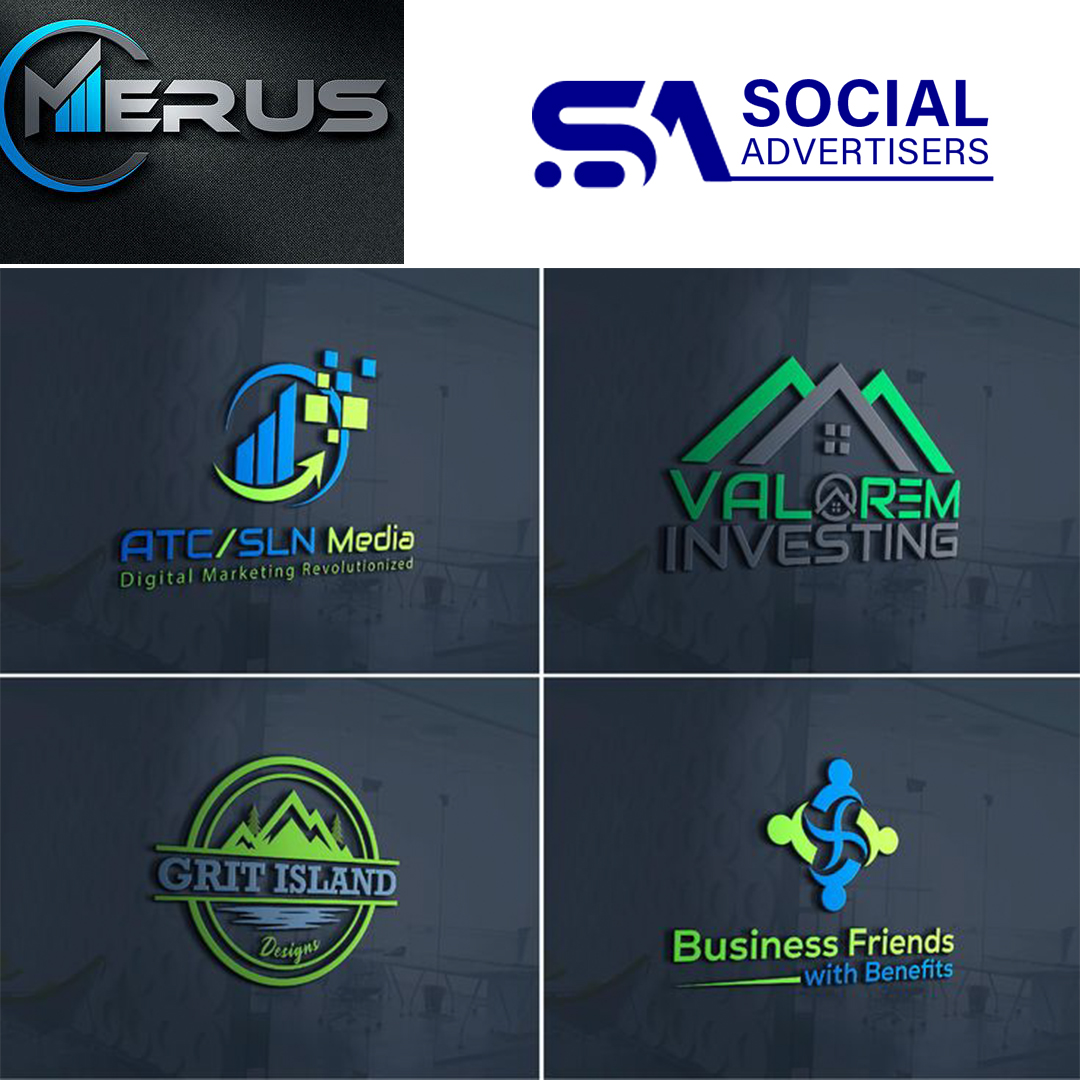 MERUS
SA
SOCIAL
ADVERTISERS
ATC/SLN Media
Digital Marketing Revolutionized
VALOREM
INVESTING
GRIT ISLAND
Designs
Business Friends
with Benefits